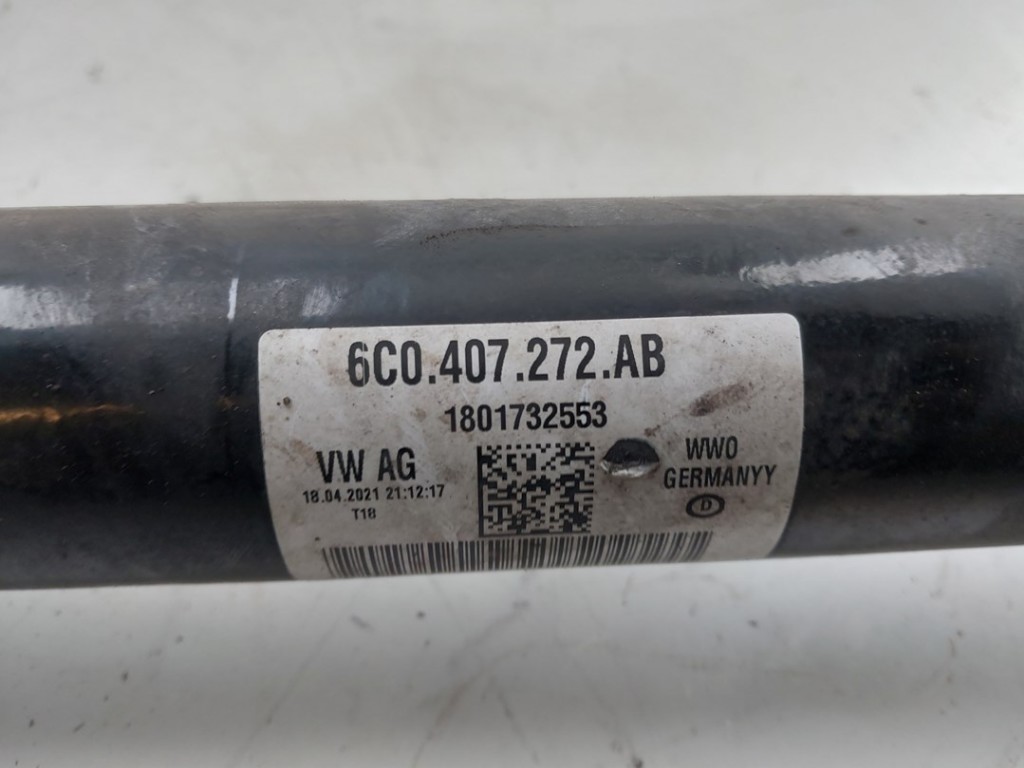 6C0.407.272.AB
1801732553
VW AG
18.04.2021 21:12:17
T18
WWO
GERMANYY
D